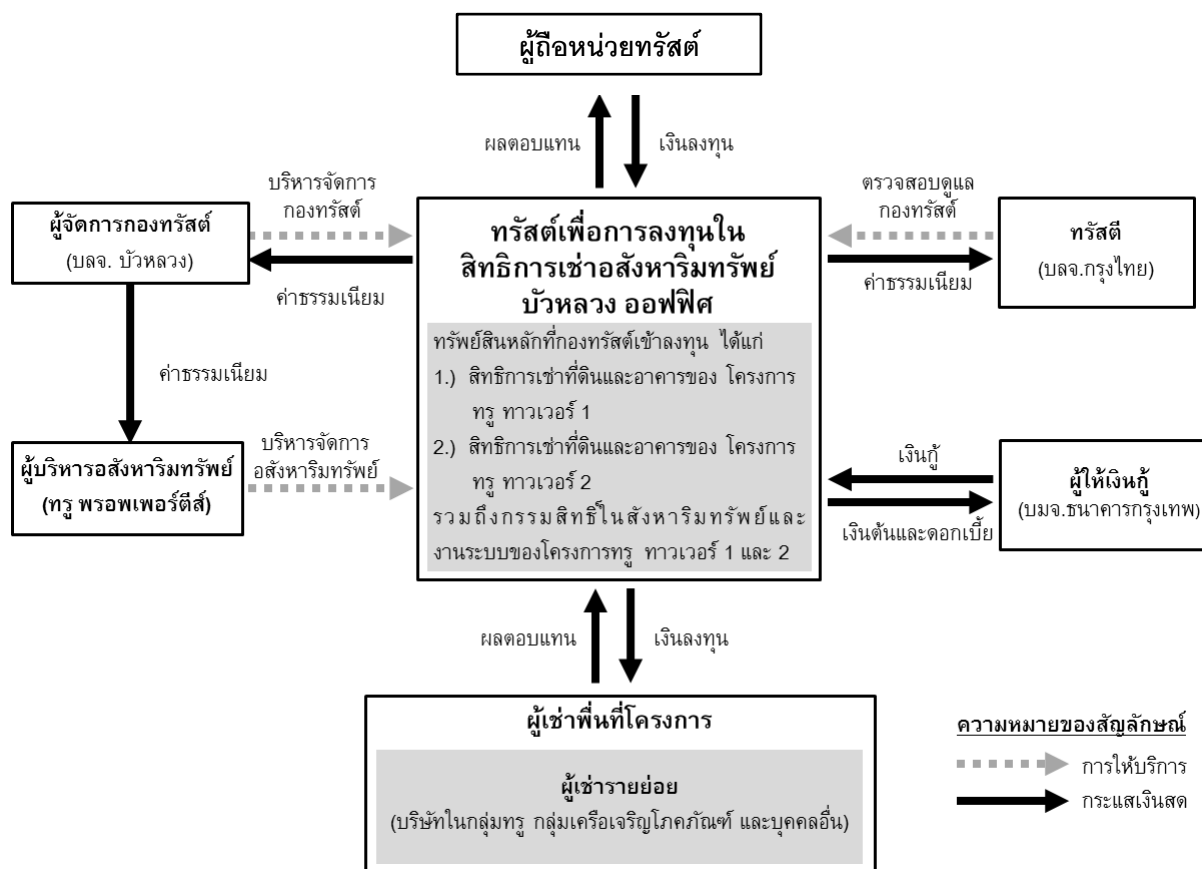 ผู้ถือหน่วยทรัสต์
ผลตอบแทน
เงินลงทุน
บริหารจัดการ
กองทรัสต์
ตรวจสอบดูแล
กองทรัสต์
ผู้จัดการกองทรัสต์
(บลจ. บัวหลวง)
ค่าธรรมเนียม
ทรัสต์เพื่อการลงทุนใน
สิทธิการเช่าอสังหาริมทรัพย์
บัวหลวง ออฟฟิศ
ทรัพย์สินหลักที่กองทรัสต์เข้าลงทุน ได้แก่
1.) สิทธิการเช่าที่ดินและอาคารของ โครงการ
ทรู ทาวเวอร์ 1
2.) สิทธิการเช่าที่ดินและอาคารของ โครงการ
ทรู ทาวเวอร์ 2
รวมถึงกรรมสิทธิ์ในสังหาริมทรัพย์และ
งานระบบของโครงการทรู ทาวเวอร์ 1 และ 2
ทรัสตี
(บลจ.กรุงไทย)
ค่าธรรมเนียม
ค่าธรรมเนียม
ผู้บริหารอสังหาริมทรัพย์
(ทรู พรอพเพอร์ตีส์)
บริหารจัดการ
อสังหาริมทรัพย์
เงินกู้
ผู้ให้เงินกู้
(บมจ.ธนาคารกรุงเทพ)
เงินต้นและดอกเบี้ย
ผลตอบแทน
เงินลงทุน
ผู้เช่าพื้นที่โครงการ
ผู้เช่ารายย่อย
(บริษัทในกลุ่มทรู กลุ่มเครือเจริญโภคภัณฑ์ และบุคคลอื่น)
ความหมายของสัญลักษณ์
การให้บริการ
กระแสเงินสด